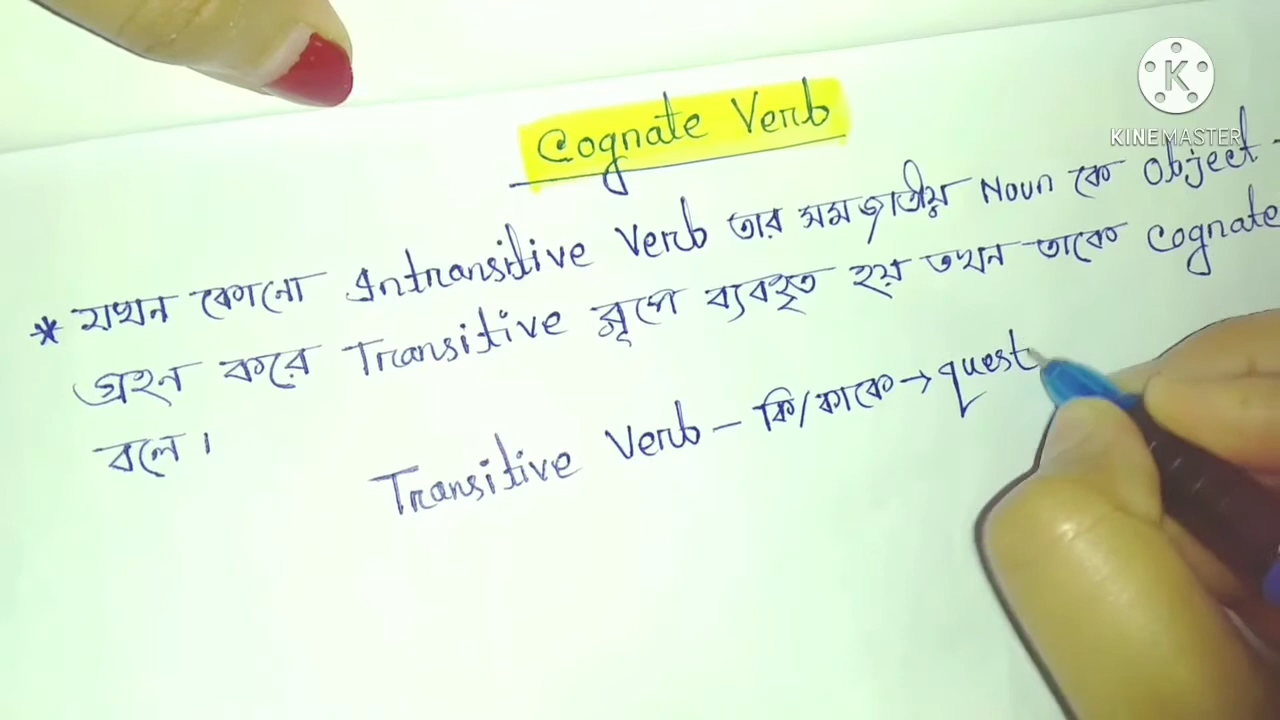 K
KINEMASTER
Cognate Verb
* যখন কোনো Intransitive Verb তার সমজাতীয় Noun কে Object -
গ্রহন করে Transitive রূপে ব্যবহৃত হয় তখন তাকে Cognate
বলে।
Transitive Verb - কি/কাকে → quest